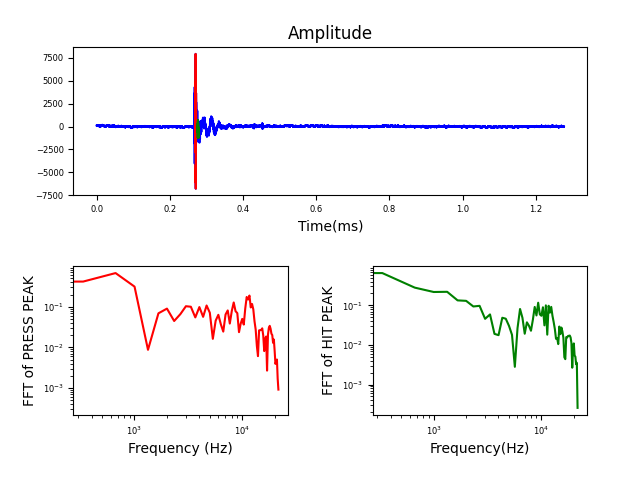 Amplitude
7500
5000
2500
0
−2500
−5000
−7500
0.0 0.2 0.4 0.6 0.8 1.0 1.2
Time(ms)
FFT of PRESS PEAK
10⁻¹
10⁻²
10⁻³
10³ 10⁴
Frequency (Hz)
FFT of HIT PEAK
10⁻¹
10⁻²
10⁻³
10³ 10⁴
Frequency(Hz)